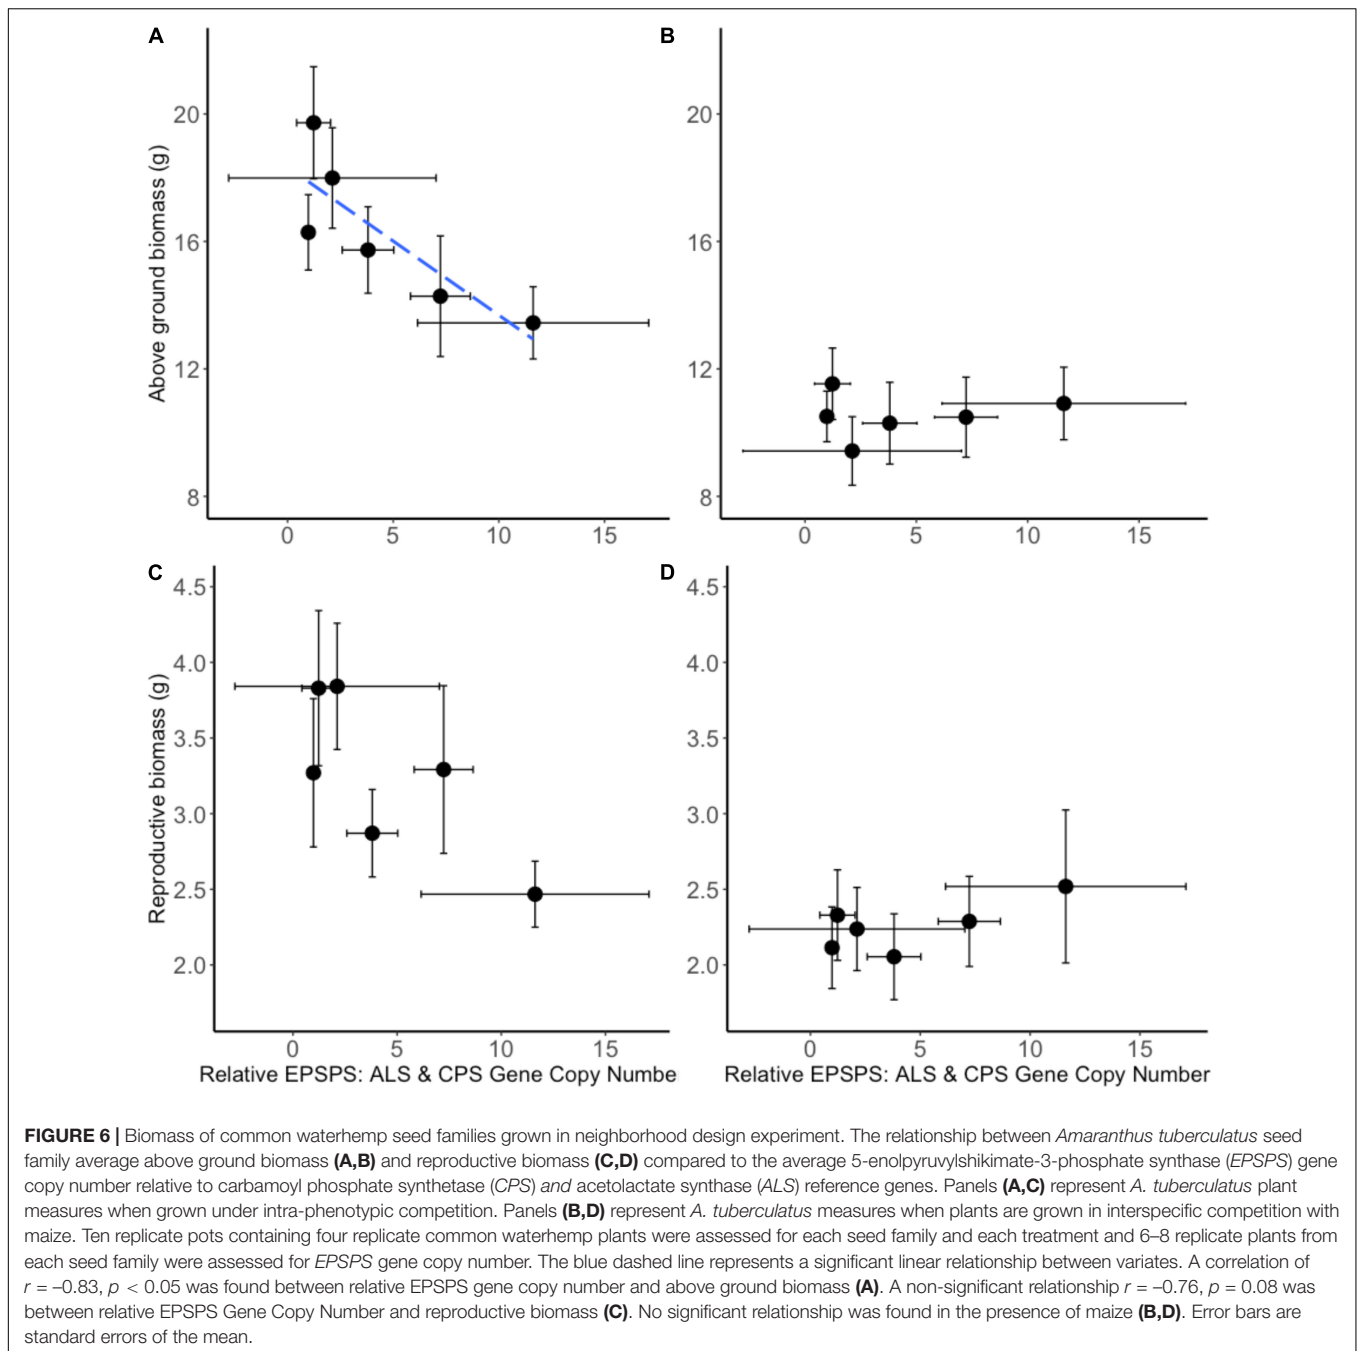 A
B
20
16
12
8
Above ground biomass (g)
0 5 10 15
20
16
12
8
0 5 10 15
C
D
4.5
4.0
3.5
3.0
2.5
2.0
Reproductive biomass (g)
0 5 10 15
Relative EPSPS: ALS & CPS Gene Copy Numbe
4.5
4.0
3.5
3.0
2.5
2.0
0 5 10 15
Relative EPSPS: ALS & CPS Gene Copy Number
FIGURE 6 | Biomass of common waterhemp seed families grown in neighborhood design experiment. The relationship between Amaranthus tuberculatus seed
family average above ground biomass (A,B) and reproductive biomass (C,D) compared to the average 5-enolpyruvylshikimate-3-phosphate synthase (EPSPS) gene
copy number relative to carbamoyl phosphate synthetase (CPS) and acetolactate synthase (ALS) reference genes. Panels (A,C) represent A. tuberculatus plant
measures when grown under intra-phenotypic competition. Panels (B,D) represent A. tuberculatus measures when plants are grown in interspecific competition with
maize. Ten replicate pots containing four replicate common waterhemp plants were assessed for each seed family and each treatment and 6–8 replicate plants from
each seed family were assessed for EPSPS gene copy number. The blue dashed line represents a significant linear relationship between variates. A correlation of
r = –0.83, p < 0.05 was found between relative EPSPS gene copy number and above ground biomass (A). A non-significant relationship r = –0.76, p = 0.08 was
between relative EPSPS Gene Copy Number and reproductive biomass (C). No significant relationship was found in the presence of maize (B,D). Error bars are
standard errors of the mean.